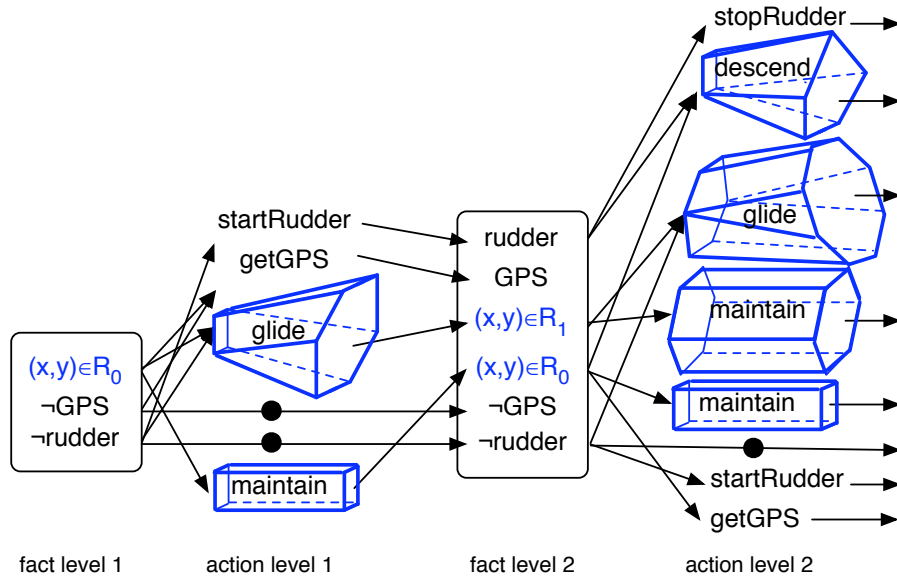 stopRudder
descend
glide
maintain
maintain
startRudder
getGPS
startRudder
getGPS
glide
maintain
rudder
GPS
(x,y)∈R₁
(x,y)∈R₀
¬GPS
¬rudder
(x,y)∈R₀
¬GPS
¬rudder
fact level 1
action level 1
fact level 2
action level 2